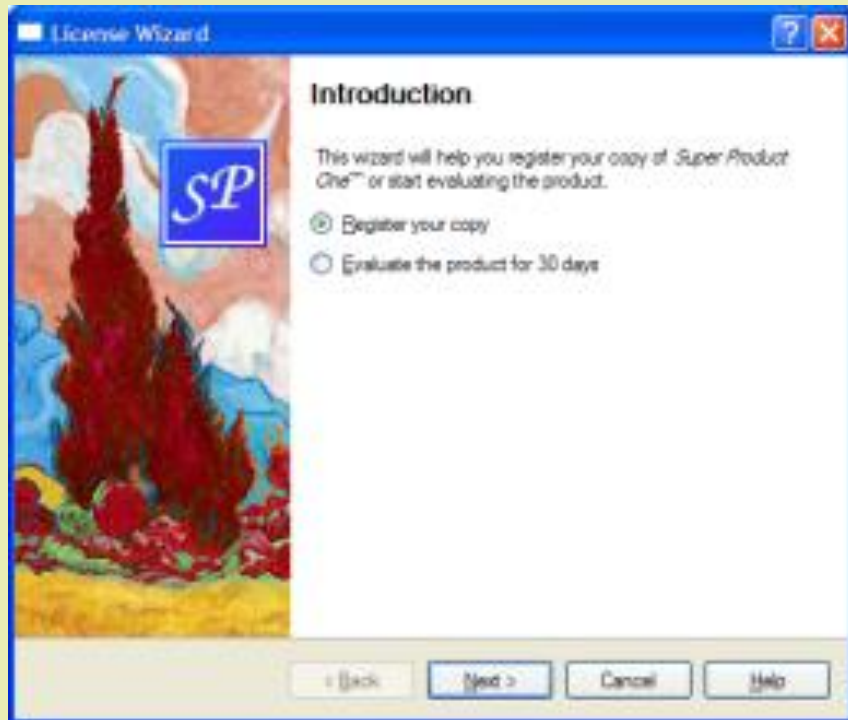 License Wizard
Introduction
SP
This wizard will help you register your copy of Super Product
One™ or start evaluating the product.
Register your copy
Evaluate the product for 30 days
< Back Next > Cancel Help